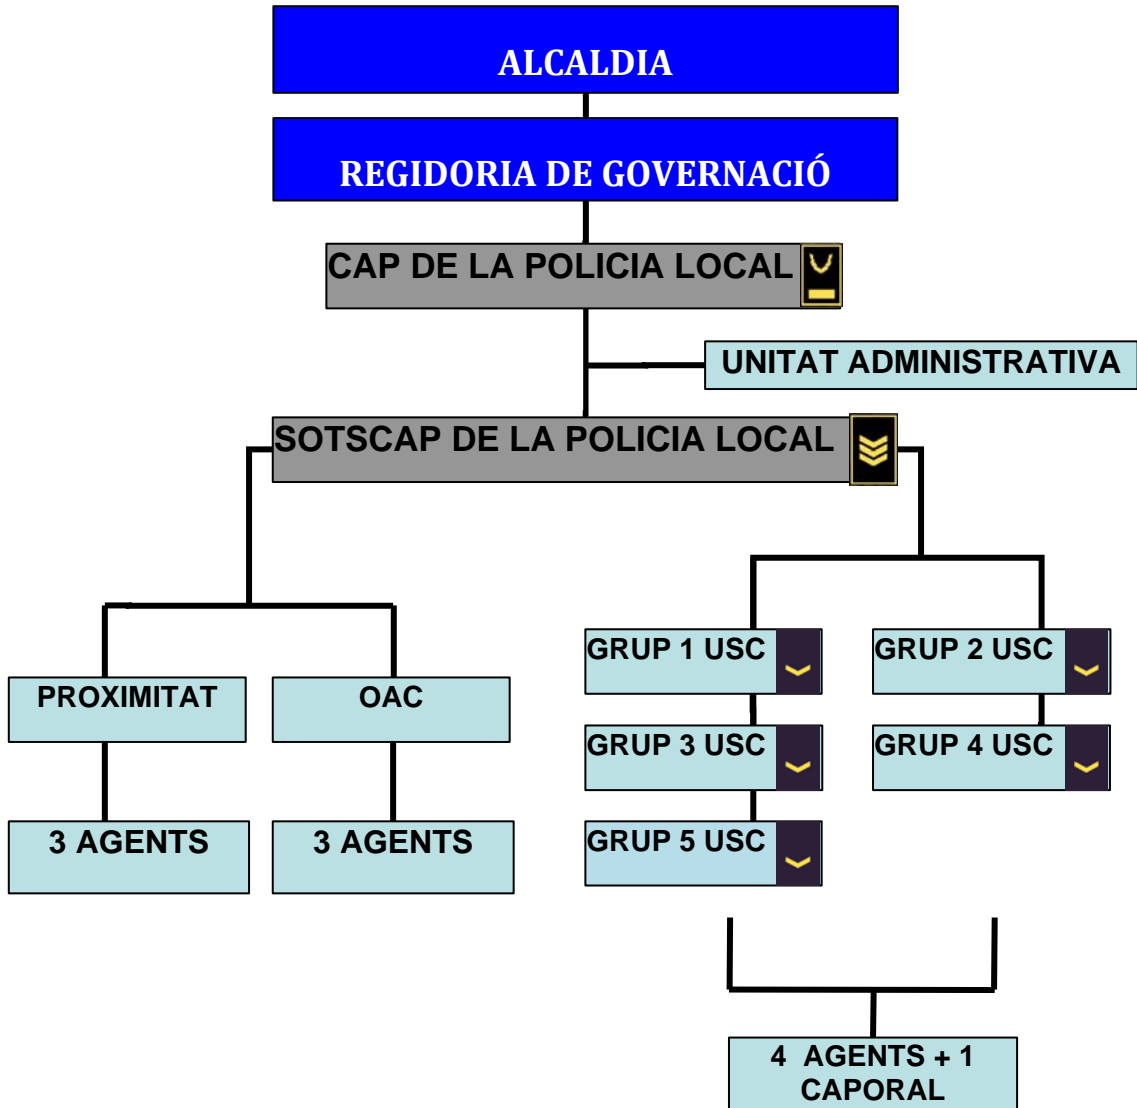 ALCALDIA
REGIDORIA DE GOVERNACIÓ
CAP DE LA POLICIA LOCAL
UNITAT ADMINISTRATIVA
SOTSCAP DE LA POLICIA LOCAL
PROXIMITAT
OAC
3 AGENTS
3 AGENTS
GRUP 1 USC
GRUP 2 USC
GRUP 3 USC
GRUP 4 USC
GRUP 5 USC
4 AGENTS + 1
CAPORAL